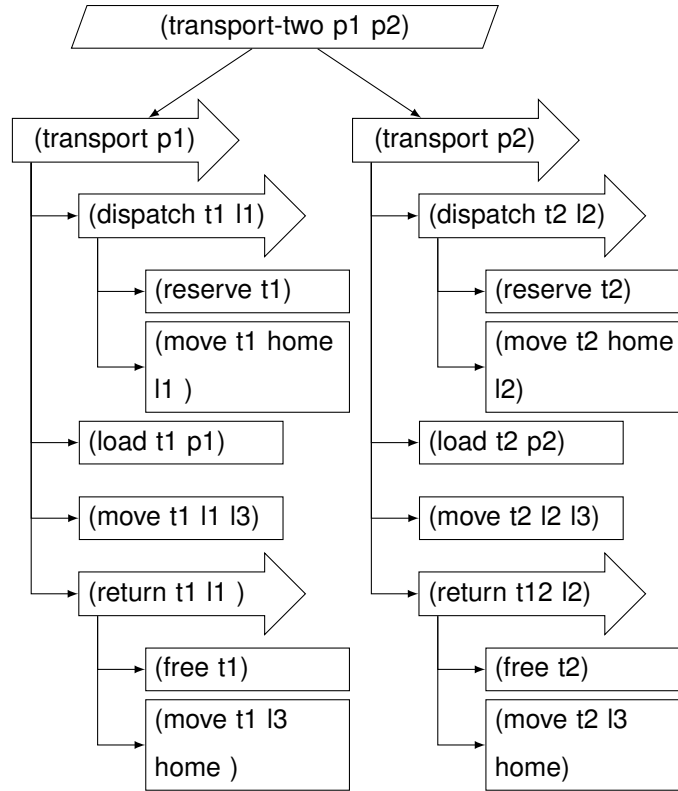 (transport-two p1 p2)
(transport p1)
(dispatch t1 l1)
(reserve t1)
(move t1 home
l1 )
(load t1 p1)
(move t1 l1 l3)
(return t1 l1 )
(free t1)
(move t1 l3
home )
(transport p2)
(dispatch t2 l2)
(reserve t2)
(move t2 home
l2)
(load t2 p2)
(move t2 l2 l3)
(return t12 l2)
(free t2)
(move t2 l3
home)